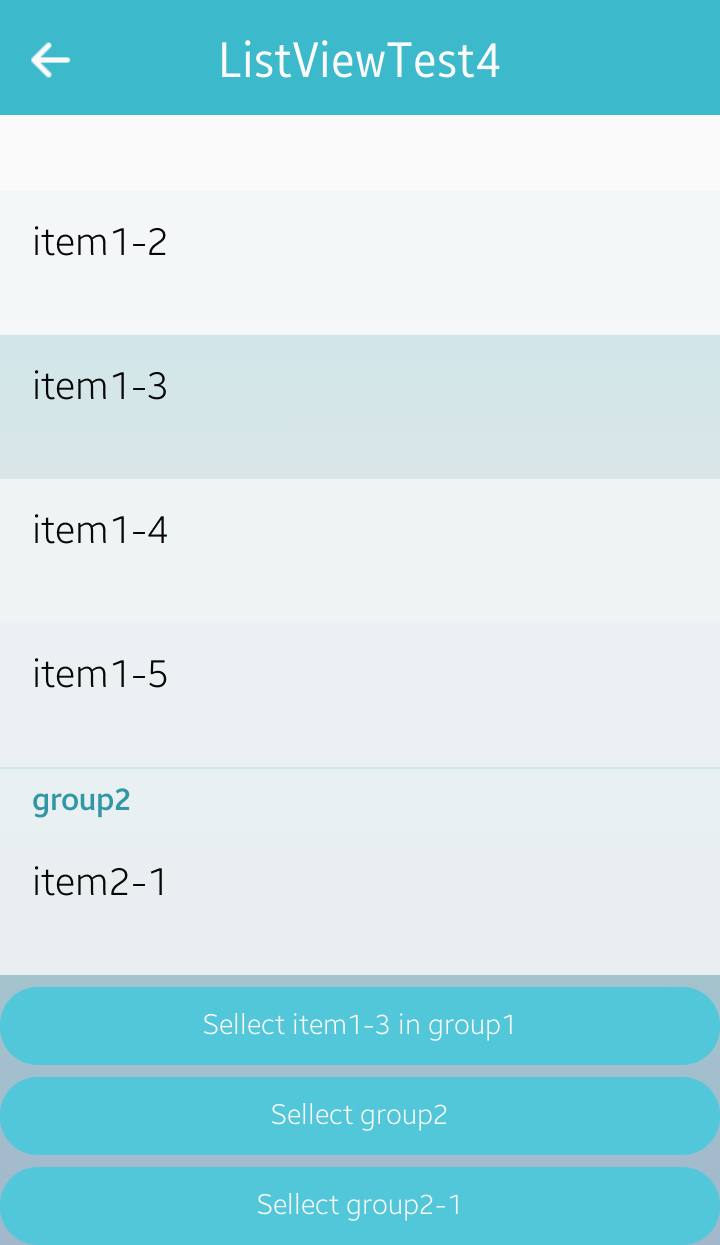 ListViewTest4
item1-2
item1-3
item1-4
item1-5
group2
item2-1
Sellect item1-3 in group1
Sellect group2
Sellect group2-1